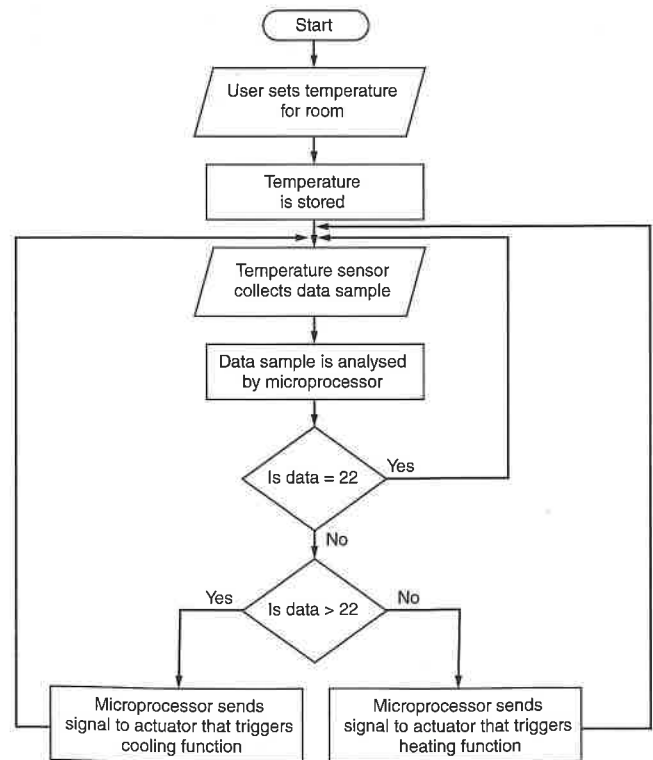 Start
User sets temperature
for room
Temperature
is stored
Temperature sensor
collects data sample
Data sample is analysed
by microprocessor
Is data = 22
Yes
No
Is data > 22
Yes
No
Microprocessor sends
signal to actuator that triggers
cooling function
Microprocessor sends
signal to actuator that triggers
heating function